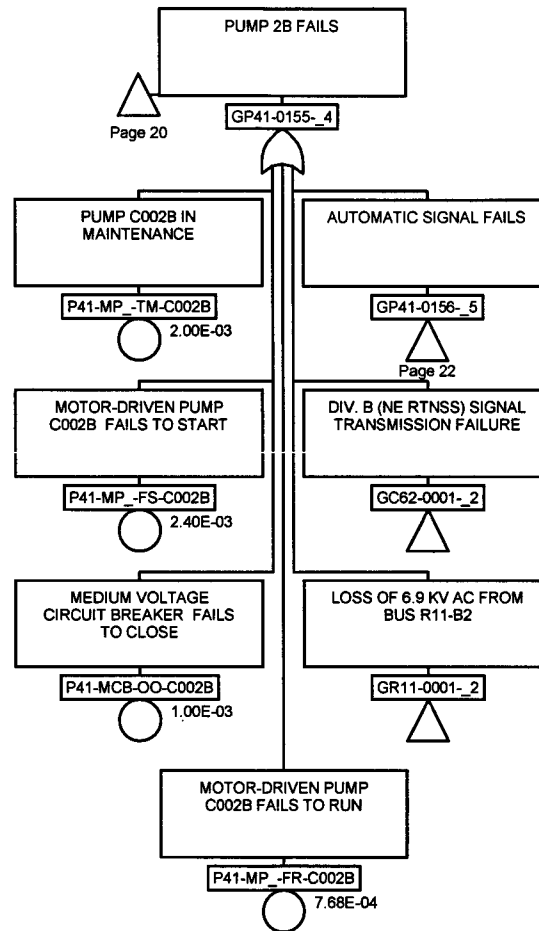 PUMP 2B FAILS
Page 20
GP41-0155-_4
PUMP C002B IN
MAINTENANCE
P41-MP_-TM-C002B
2.00E-03
AUTOMATIC SIGNAL FAILS
GP41-0156-_5
Page 22
MOTOR-DRIVEN PUMP
C002B FAILS TO START
P41-MP_-FS-C002B
2.40E-03
DIV. B (NE RTNSS) SIGNAL
TRANSMISSION FAILURE
GC62-0001-_2
MEDIUM VOLTAGE
CIRCUIT BREAKER FAILS
TO CLOSE
P41-MCB-OO-C002B
1.00E-03
LOSS OF 6.9 KV AC FROM
BUS R11-B2
GR11-0001-_2
MOTOR-DRIVEN PUMP
C002B FAILS TO RUN
P41-MP_-FR-C002B
7.68E-04